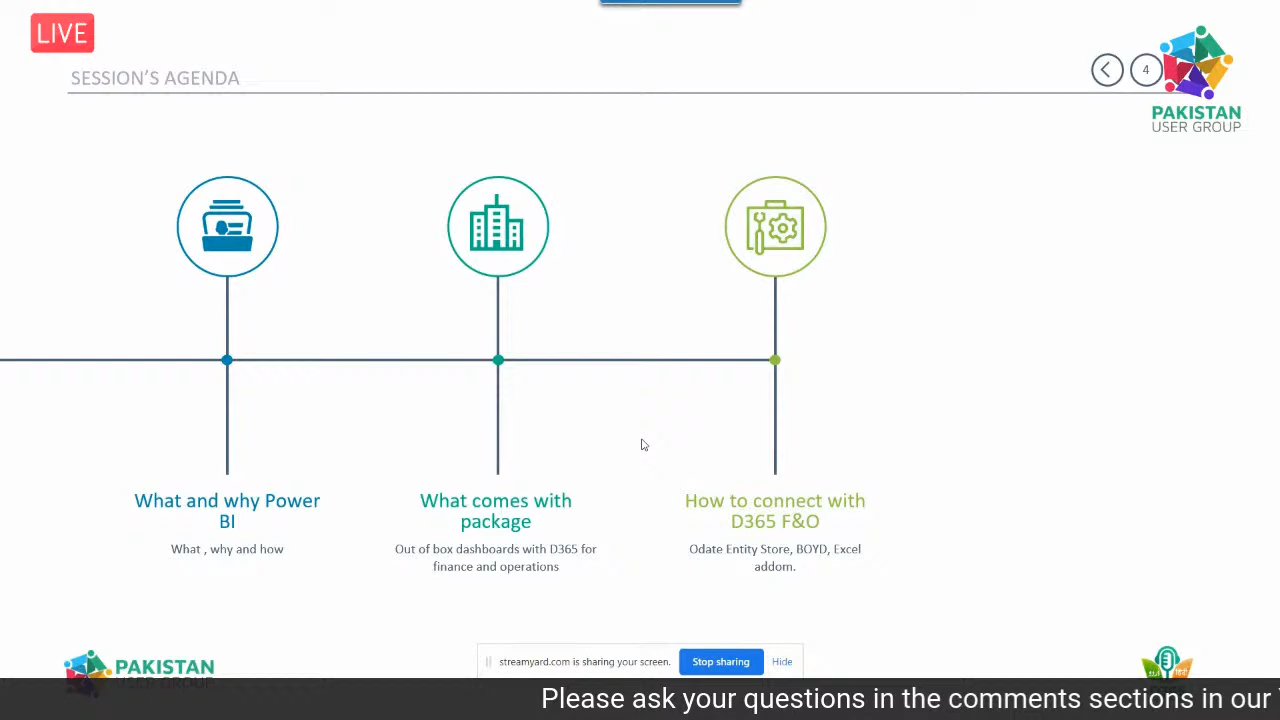 LIVE
SESSION'S AGENDA
4
PAKISTAN
USER GROUP
What and why Power
BI
What , why and how
What comes with
package
Out of box dashboards with D365 for
finance and operations
How to connect with
D365 F&O
Odate Entity Store, BOYD, Excel
addom.
PAKISTAN
USER GROUP
streamyard.com is sharing your screen.
Stop sharing
Hide
Please ask your questions in the comments sections in our